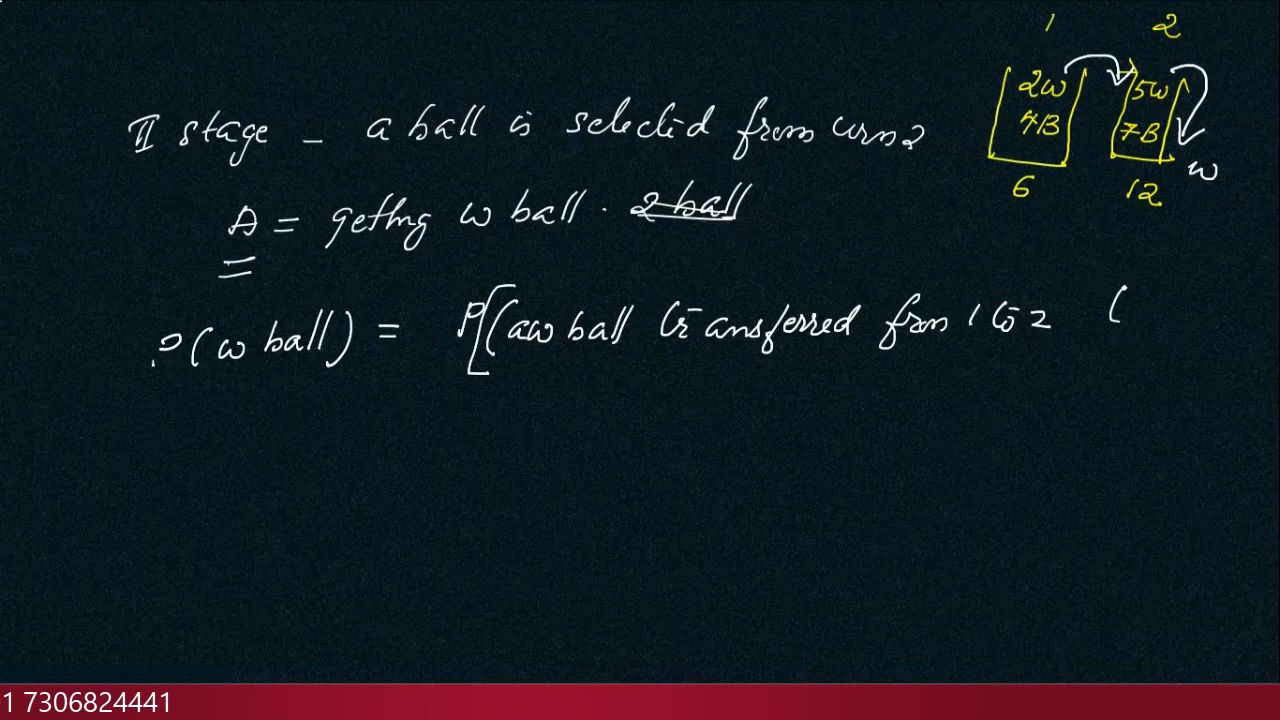 1 2
2W 5W
4B 7B
6 12
W
II stage - a ball is selected from urn 2
A = getting W ball. 2 ball
P(W ball) = P[(a W ball transferred from 1 to 2 (
01 7306824441